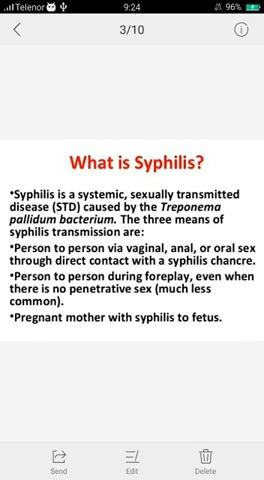 Telenor 9:24 96%
3/10
What is Syphilis?
•Syphilis is a systemic, sexually transmitted
disease (STD) caused by the Treponema
pallidum bacterium. The three means of
syphilis transmission are:
•Person to person via vaginal, anal, or oral sex
through direct contact with a syphilis chancre.
•Person to person during foreplay, even when
there is no penetrative sex (much less
common).
•Pregnant mother with syphilis to fetus.
Send Edit Delete